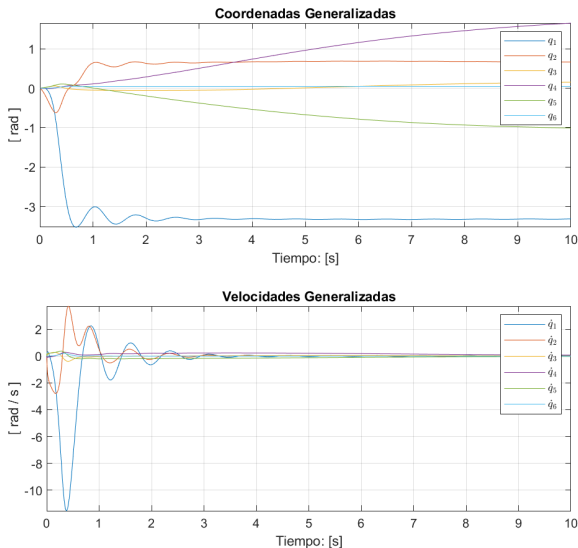 Coordenadas Generalizadas
1
0
-1
-2
-3
[ rad ]
0 1 2 3 4 5 6 7 8 9 10
Tiempo: [s]
q₁
q₂
q₃
q₄
q₅
q₆
Velocidades Generalizadas
2
0
-2
-4
-6
-8
-10
[ rad / s ]
0 1 2 3 4 5 6 7 8 9 10
Tiempo: [s]
q̇₁
q̇₂
q̇₃
q̇₄
q̇₅
q̇₆